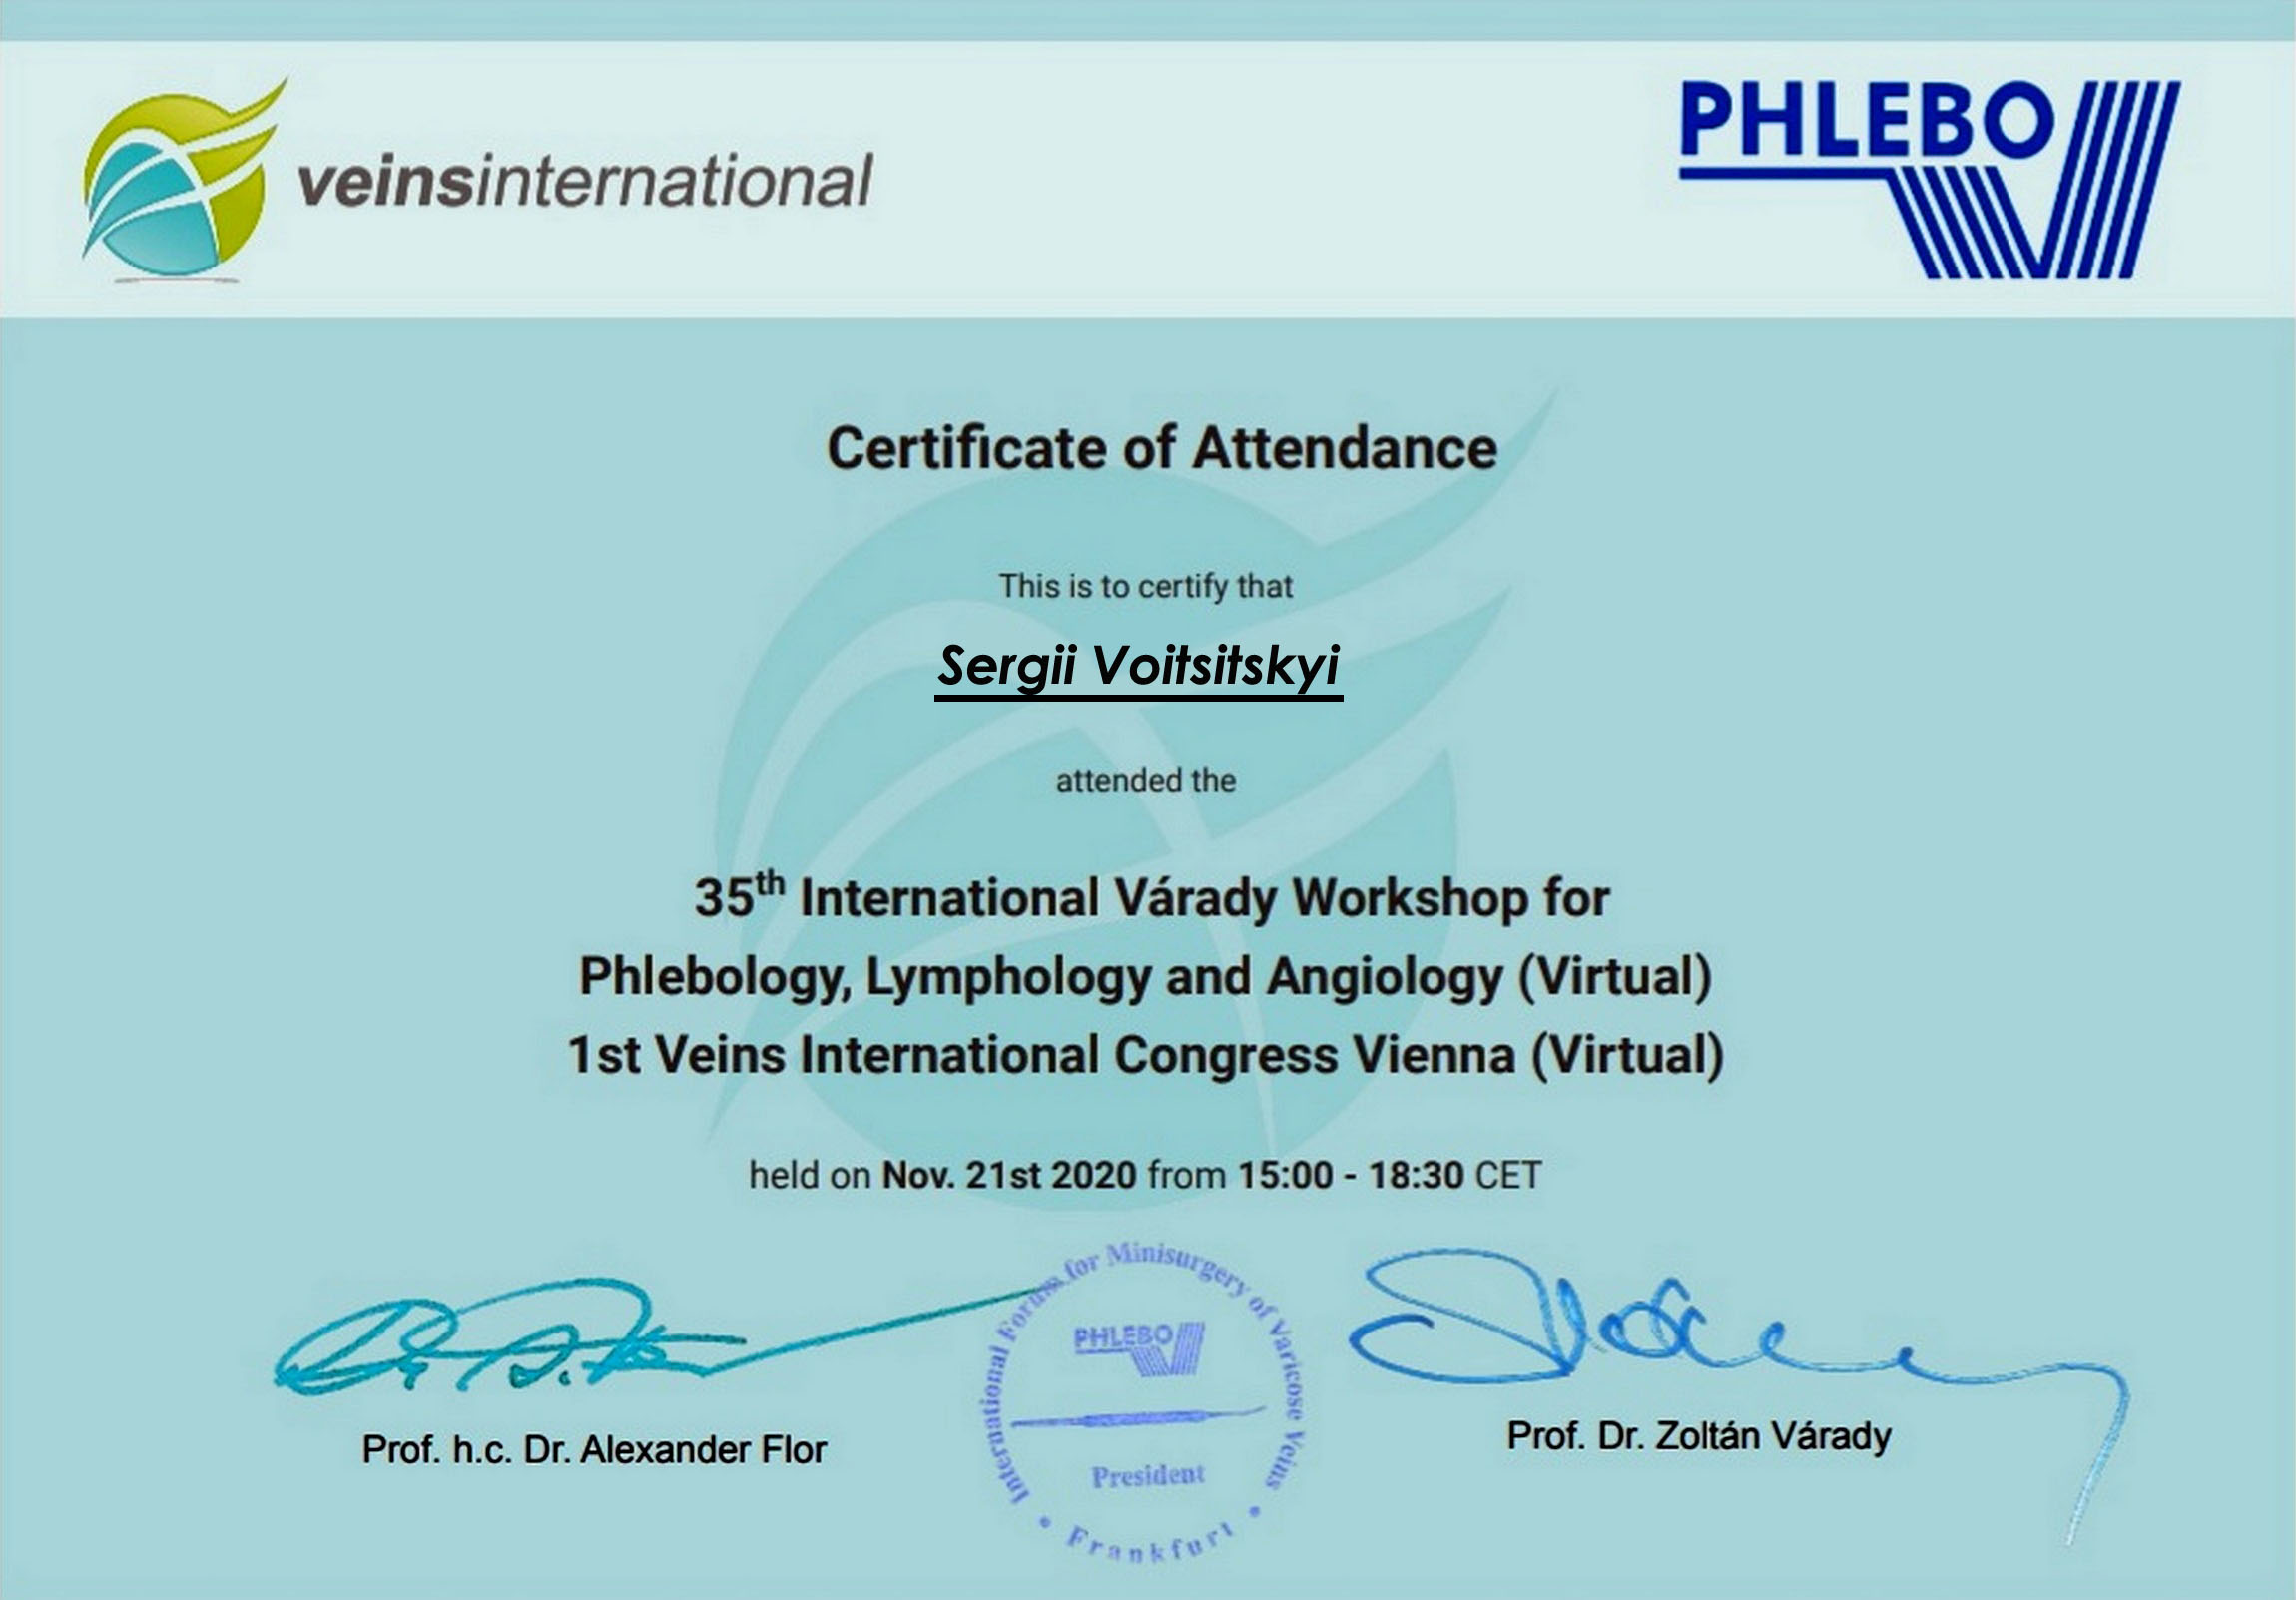 veinsinternational
PHLEBO
Certificate of Attendance
This is to certify that
Sergii Voitsitskyi
attended the
35th International Várady Workshop for
Phlebology, Lymphology and Angiology (Virtual)
1st Veins International Congress Vienna (Virtual)
held on Nov. 21st 2020 from 15:00 - 18:30 CET
International Forum for Minisurgery of Varicose Veins
PHLEBO
President
• Frankfurt •
Prof. h.c. Dr. Alexander Flor
Prof. Dr. Zoltán Várady